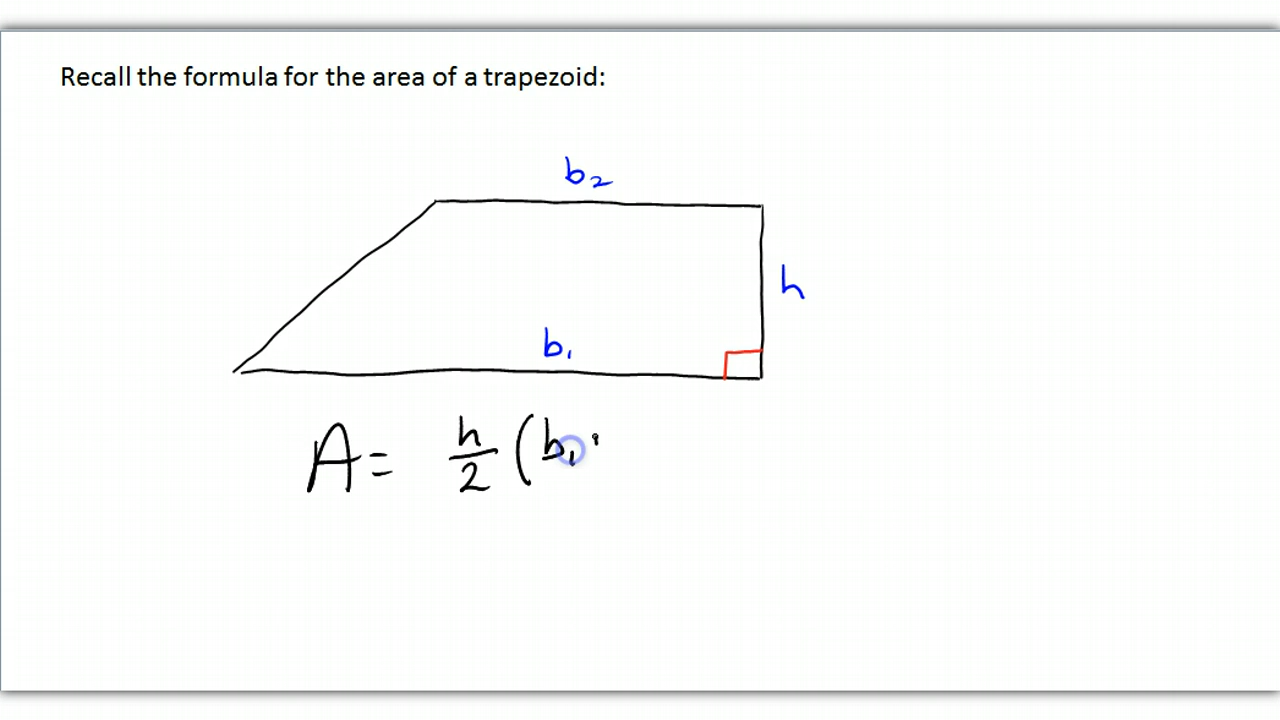 Recall the formula for the area of a trapezoid:
b₂
h
b₁
A = h/2 (b₁